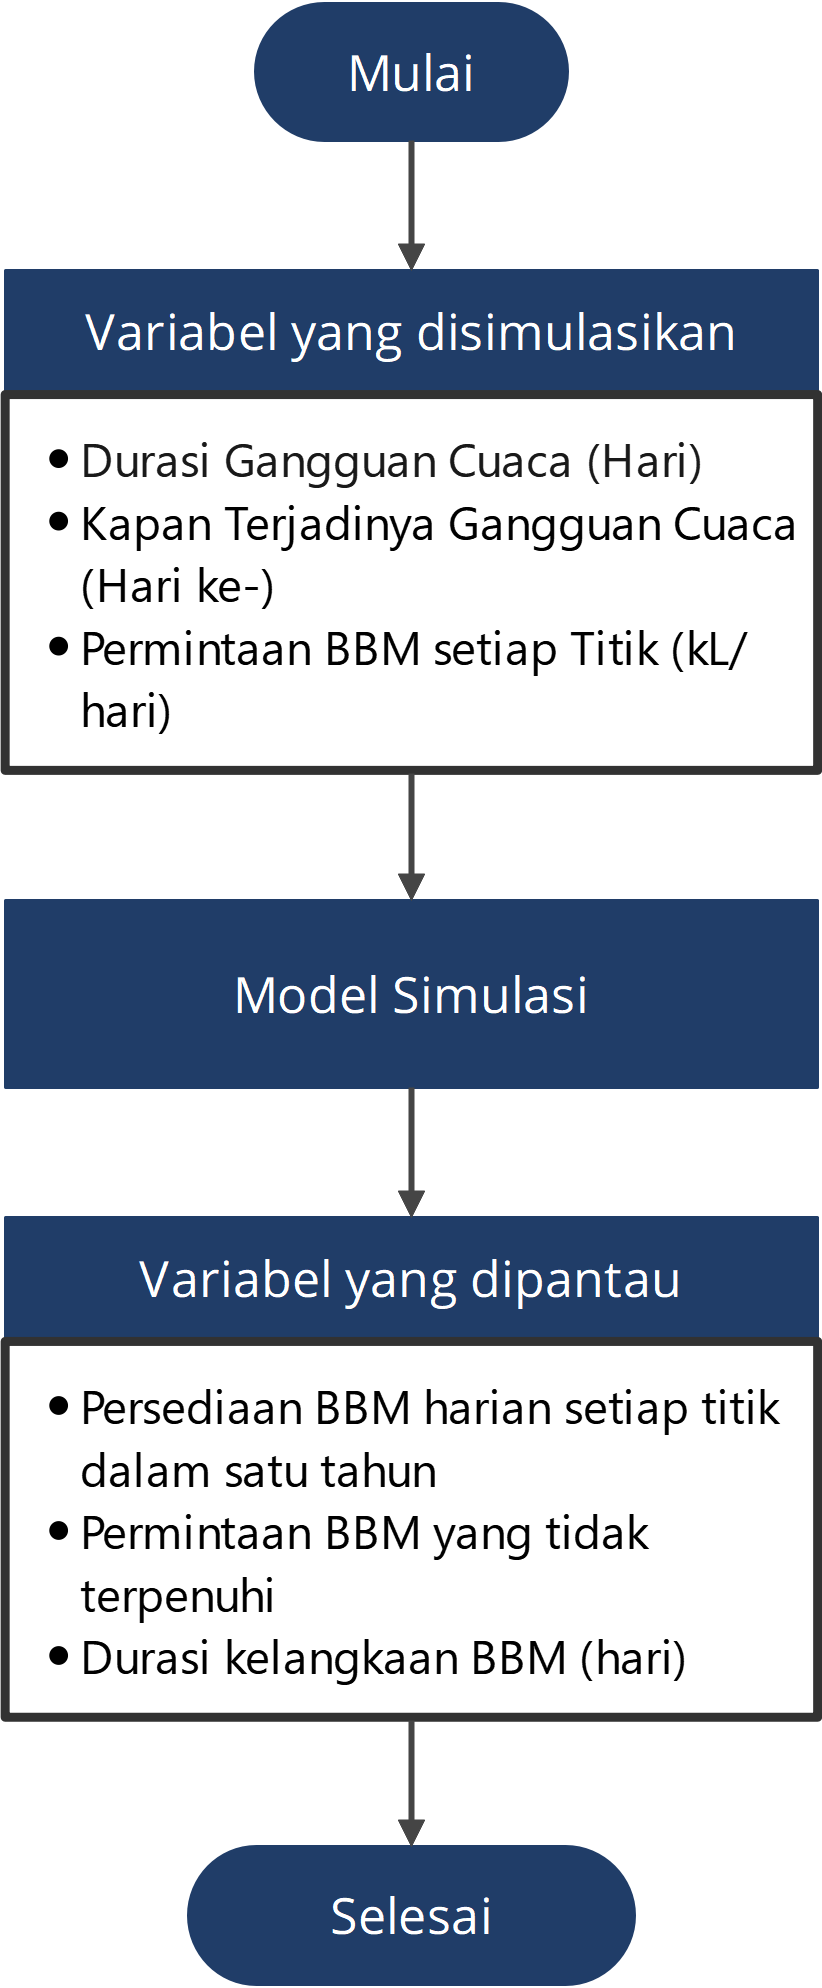 Mulai
Variabel yang disimulasikan
• Durasi Gangguan Cuaca (Hari)
• Kapan Terjadinya Gangguan Cuaca
(Hari ke-)
• Permintaan BBM setiap Titik (kL/
hari)
Model Simulasi
Variabel yang dipantau
• Persediaan BBM harian setiap titik
dalam satu tahun
• Permintaan BBM yang tidak
terpenuhi
• Durasi kelangkaan BBM (hari)
Selesai